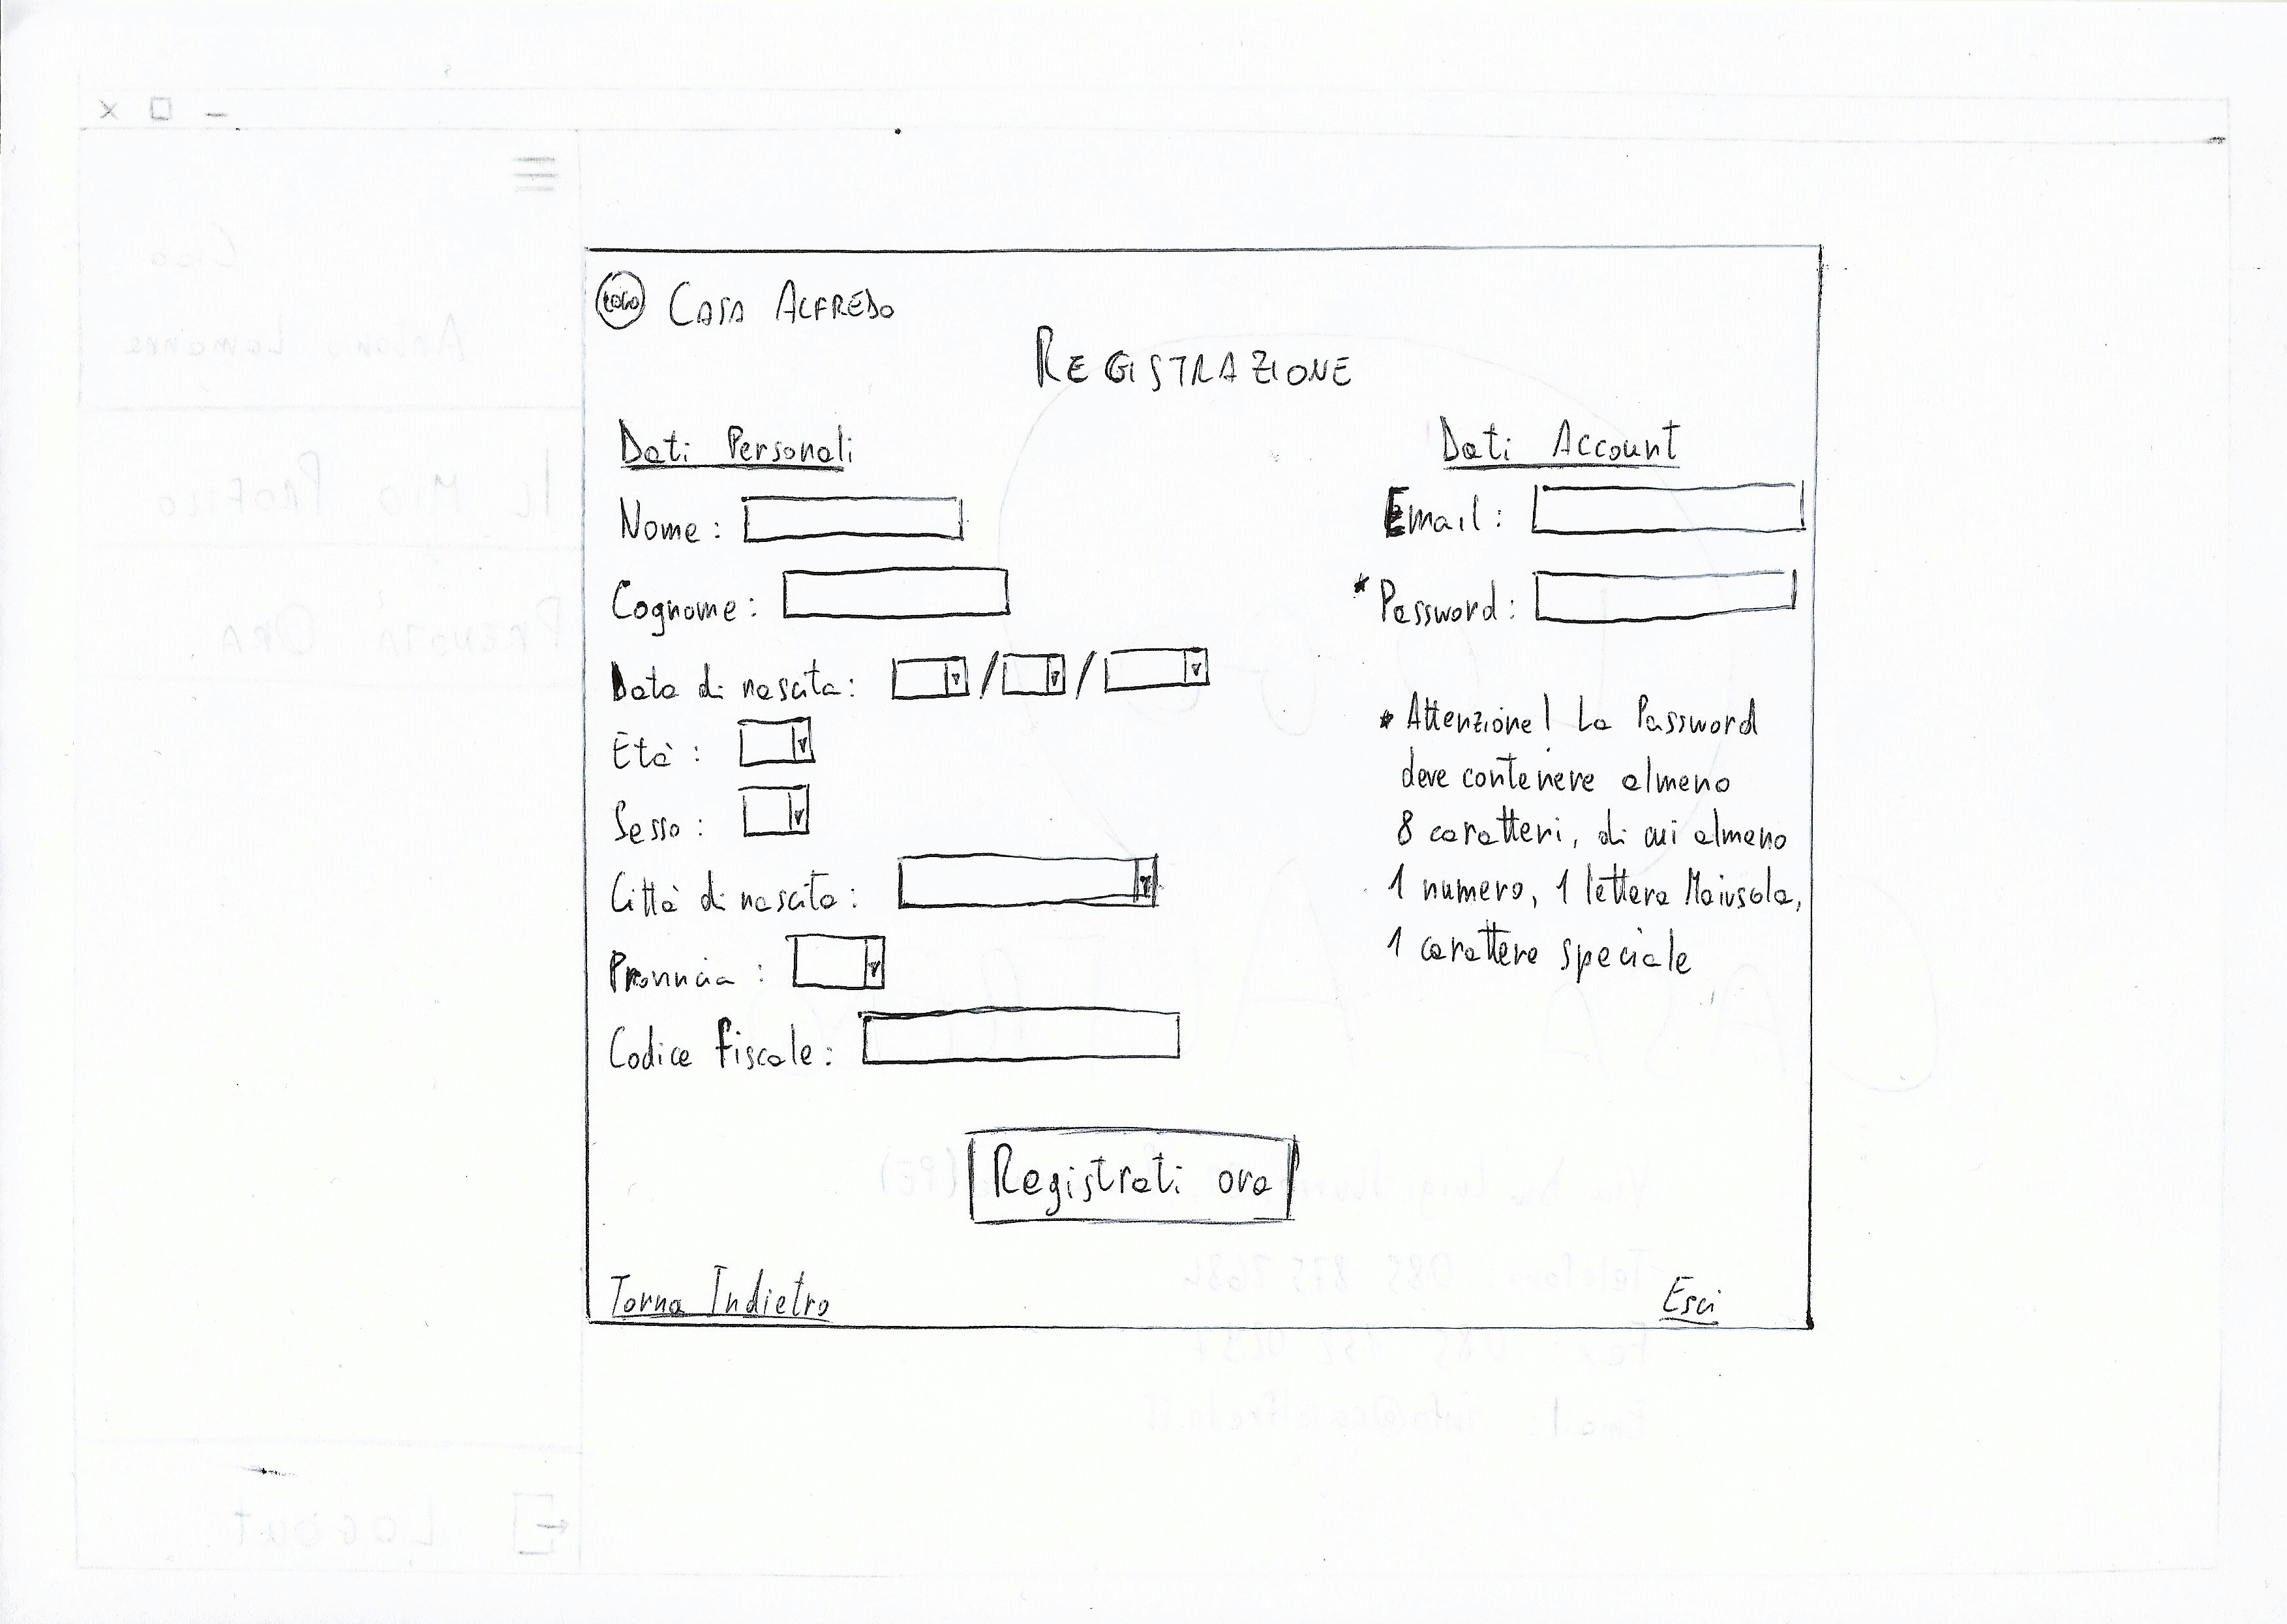 LOGO CASA ALFREDO
REGISTRAZIONE
Dati Personali
Nome:
Cognome:
Data di nascita: / /
Età:
Sesso:
Città di nascita:
Provincia:
Codice fiscale:
Dati Account
Email:
* Password:
* Attenzione! La Password
deve contenere almeno
8 caratteri, di cui almeno
1 numero, 1 lettera Maiusola,
1 carattere speciale
Registrati ora
Torna Indietro
Esci